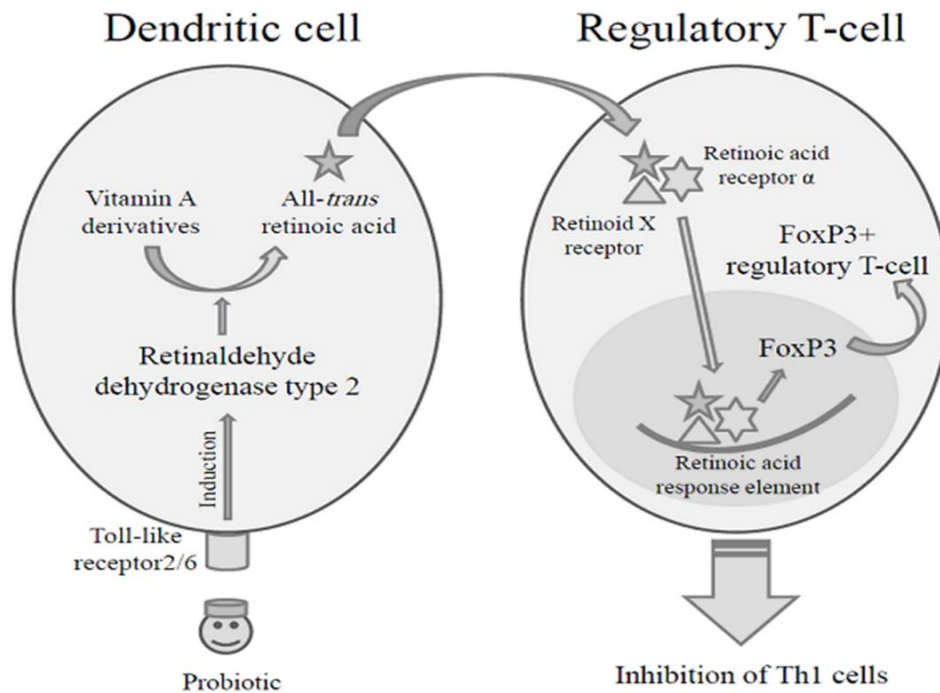 Dendritic cell
Vitamin A
derivatives
All-trans
retinoic acid
Retinaldehyde
dehydrogenase type 2
Induction
Toll-like
receptor2/6
Probiotic
Regulatory T-cell
Retinoic acid
receptor α
Retinoid X
receptor
FoxP3+
regulatory T-cell
FoxP3
Retinoic acid
response element
Inhibition of Th1 cells